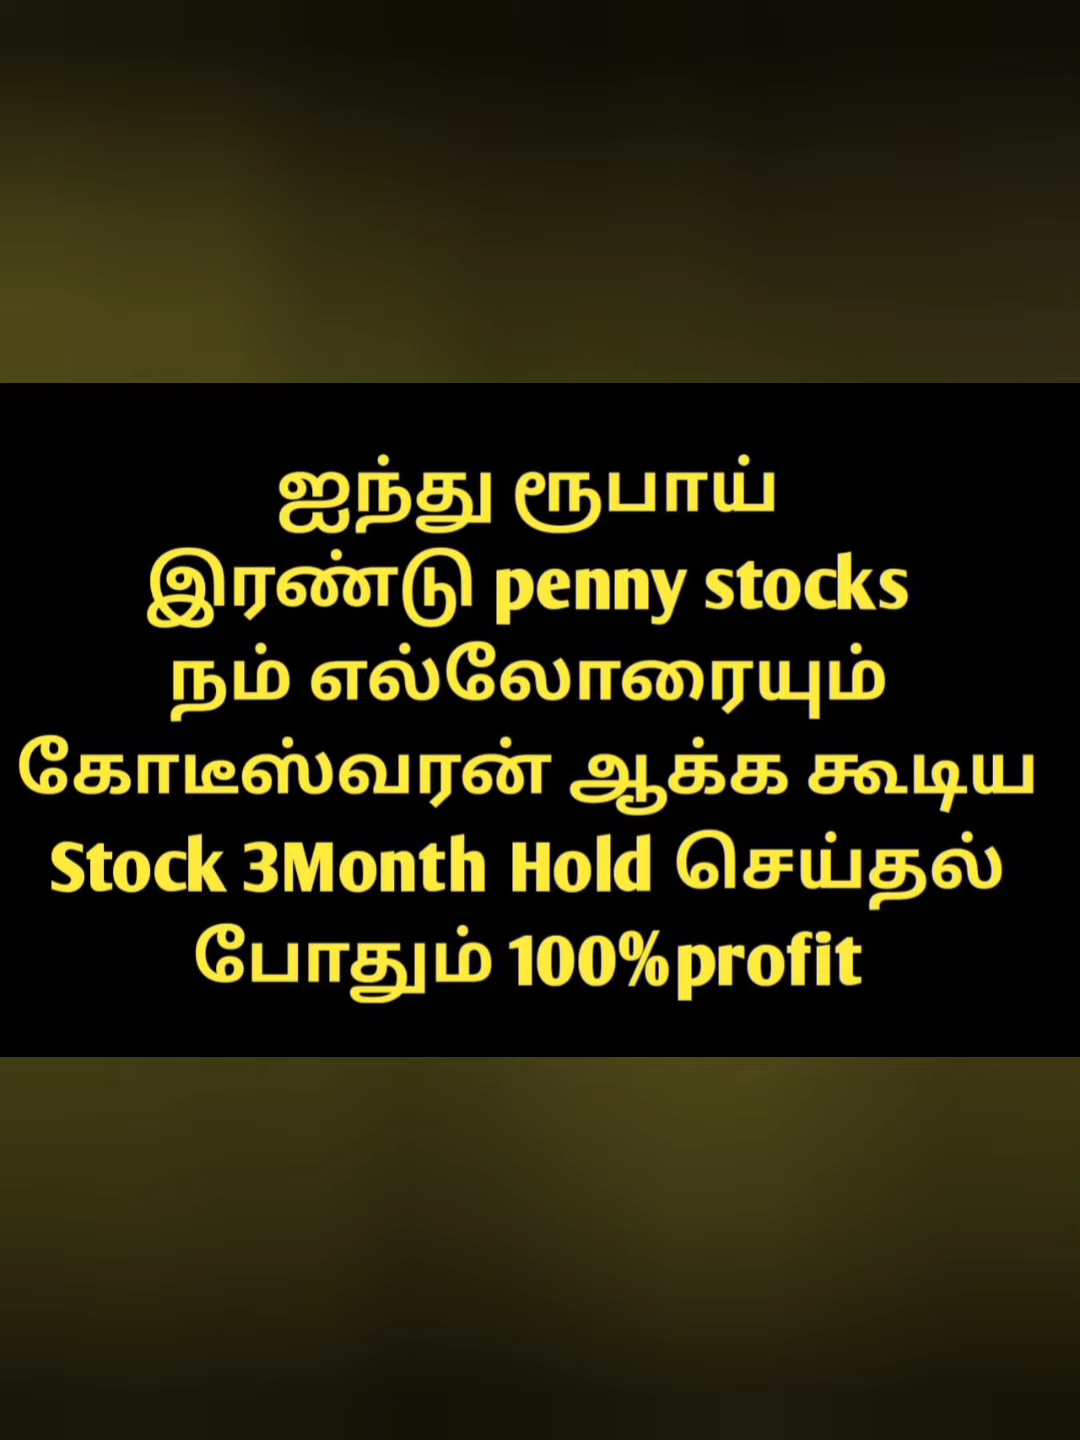 ஐந்து ரூபாய்
இரண்டு penny stocks
நம் எல்லோரையும்
கோடீஸ்வரன் ஆக்க கூடிய
Stock 3Month Hold செய்தல்
போதும் 100%profit